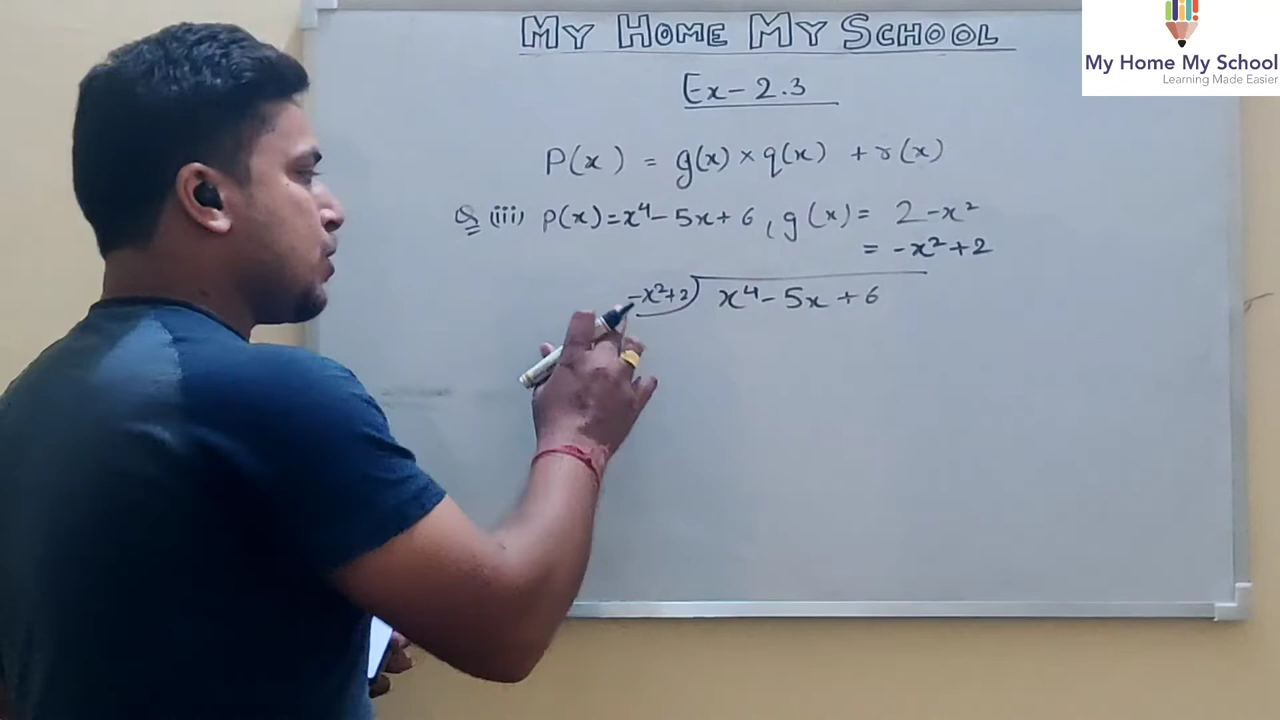 MY HOME MY SCHOOL
My Home My School
Learning Made Easier
Ex - 2.3
P(x) = g(x) × q(x) + r(x)
Q (iii) p(x) = x⁴ - 5x + 6, g(x) = 2 - x²
= -x² + 2
-x²+2) x⁴ - 5x + 6